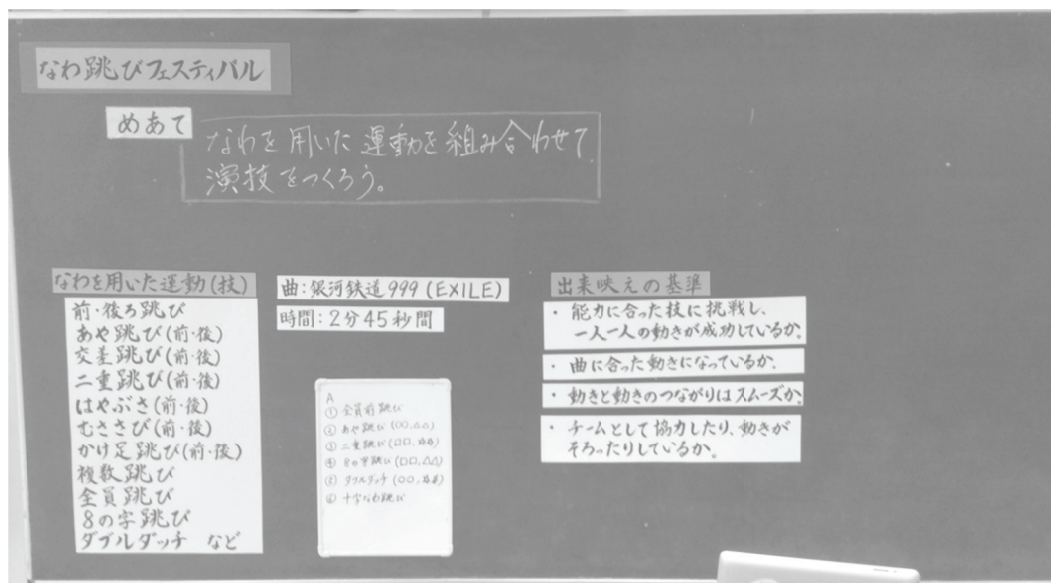 なわ跳びフェスティバル
めあて
なわを用いた運動を組み合わせて
演技をつくろう。
なわを用いた運動(技)
前・後ろ跳び
あや跳び(前・後)
交差跳び(前・後)
二重跳び(前・後)
はやぶさ(前・後)
むささび(前・後)
かけ足跳び(前・後)
複数跳び
全員跳び
8の字跳び
ダブルダッチ など
曲:銀河鉄道999(EXILE)
時間:2分45秒間
A
① 全員前跳び
② あや跳び(○○、△△)
③ 二重跳び(□□、☆☆)
④ 8の字跳び(□□、△△)
⑤ ダブルダッチ(○○、☆☆)
⑥ 十字なわ跳び
出来映えの基準
・能力に合った技に挑戦し、
一人一人の動きが成功しているか。
・曲に合った動きになっているか。
・動きと動きのつながりはスムーズか。
・チームとして協力したり、動きが
そろったりしているか。